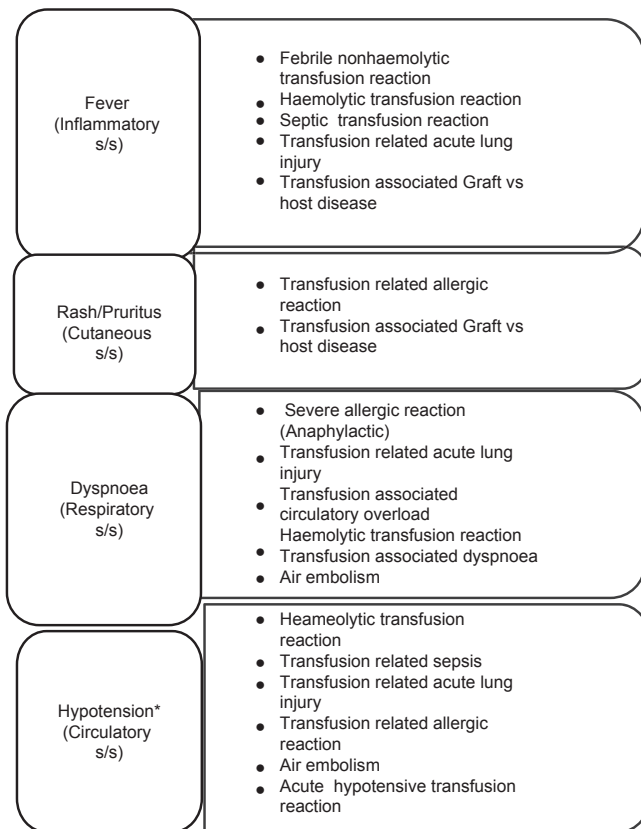 Fever
(Inflammatory
s/s)
● Febrile nonhaemolytic
transfusion reaction
● Haemolytic transfusion reaction
● Septic transfusion reaction
● Transfusion related acute lung
injury
● Transfusion associated Graft vs
host disease
Rash/Pruritus
(Cutaneous
s/s)
● Transfusion related allergic
reaction
● Transfusion associated Graft vs
host disease
Dyspnoea
(Respiratory
s/s)
● Severe allergic reaction
(Anaphylactic)
● Transfusion related acute lung
injury
● Transfusion associated
circulatory overload
Haemolytic transfusion reaction
● Transfusion associated dyspnoea
● Air embolism
Hypotension*
(Circulatory
s/s)
● Heameolytic transfusion
reaction
● Transfusion related sepsis
● Transfusion related acute lung
injury
● Transfusion related allergic
reaction
● Air embolism
● Acute hypotensive transfusion
reaction